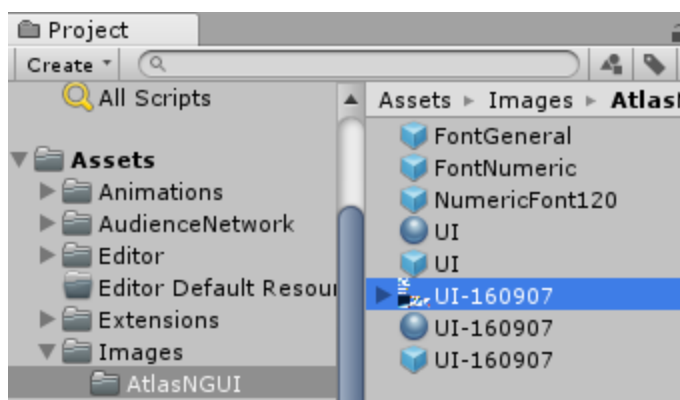 Project
Create
All Scripts
Assets
Animations
AudienceNetwork
Editor
Editor Default Resou
Extensions
Images
AtlasNGUI
Assets ▸ Images ▸ Atlas
FontGeneral
FontNumeric
NumericFont120
UI
UI
UI-160907
UI-160907
UI-160907